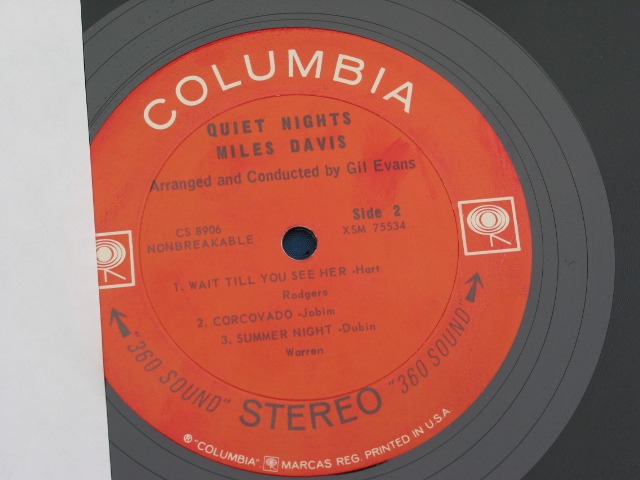 COLUMBIA
QUIET NIGHTS
MILES DAVIS
Arranged and Conducted by Gil Evans
CS 8906
NONBREAKABLE
Side 2
XSM 75534
1. WAIT TILL YOU SEE HER -Hart
Rodgers
2. CORCOVADO -Jobim
3. SUMMER NIGHT -Dubin
Warren
"360 SOUND" STEREO "360 SOUND"
® "COLUMBIA". MARCAS REG. PRINTED IN U.S.A